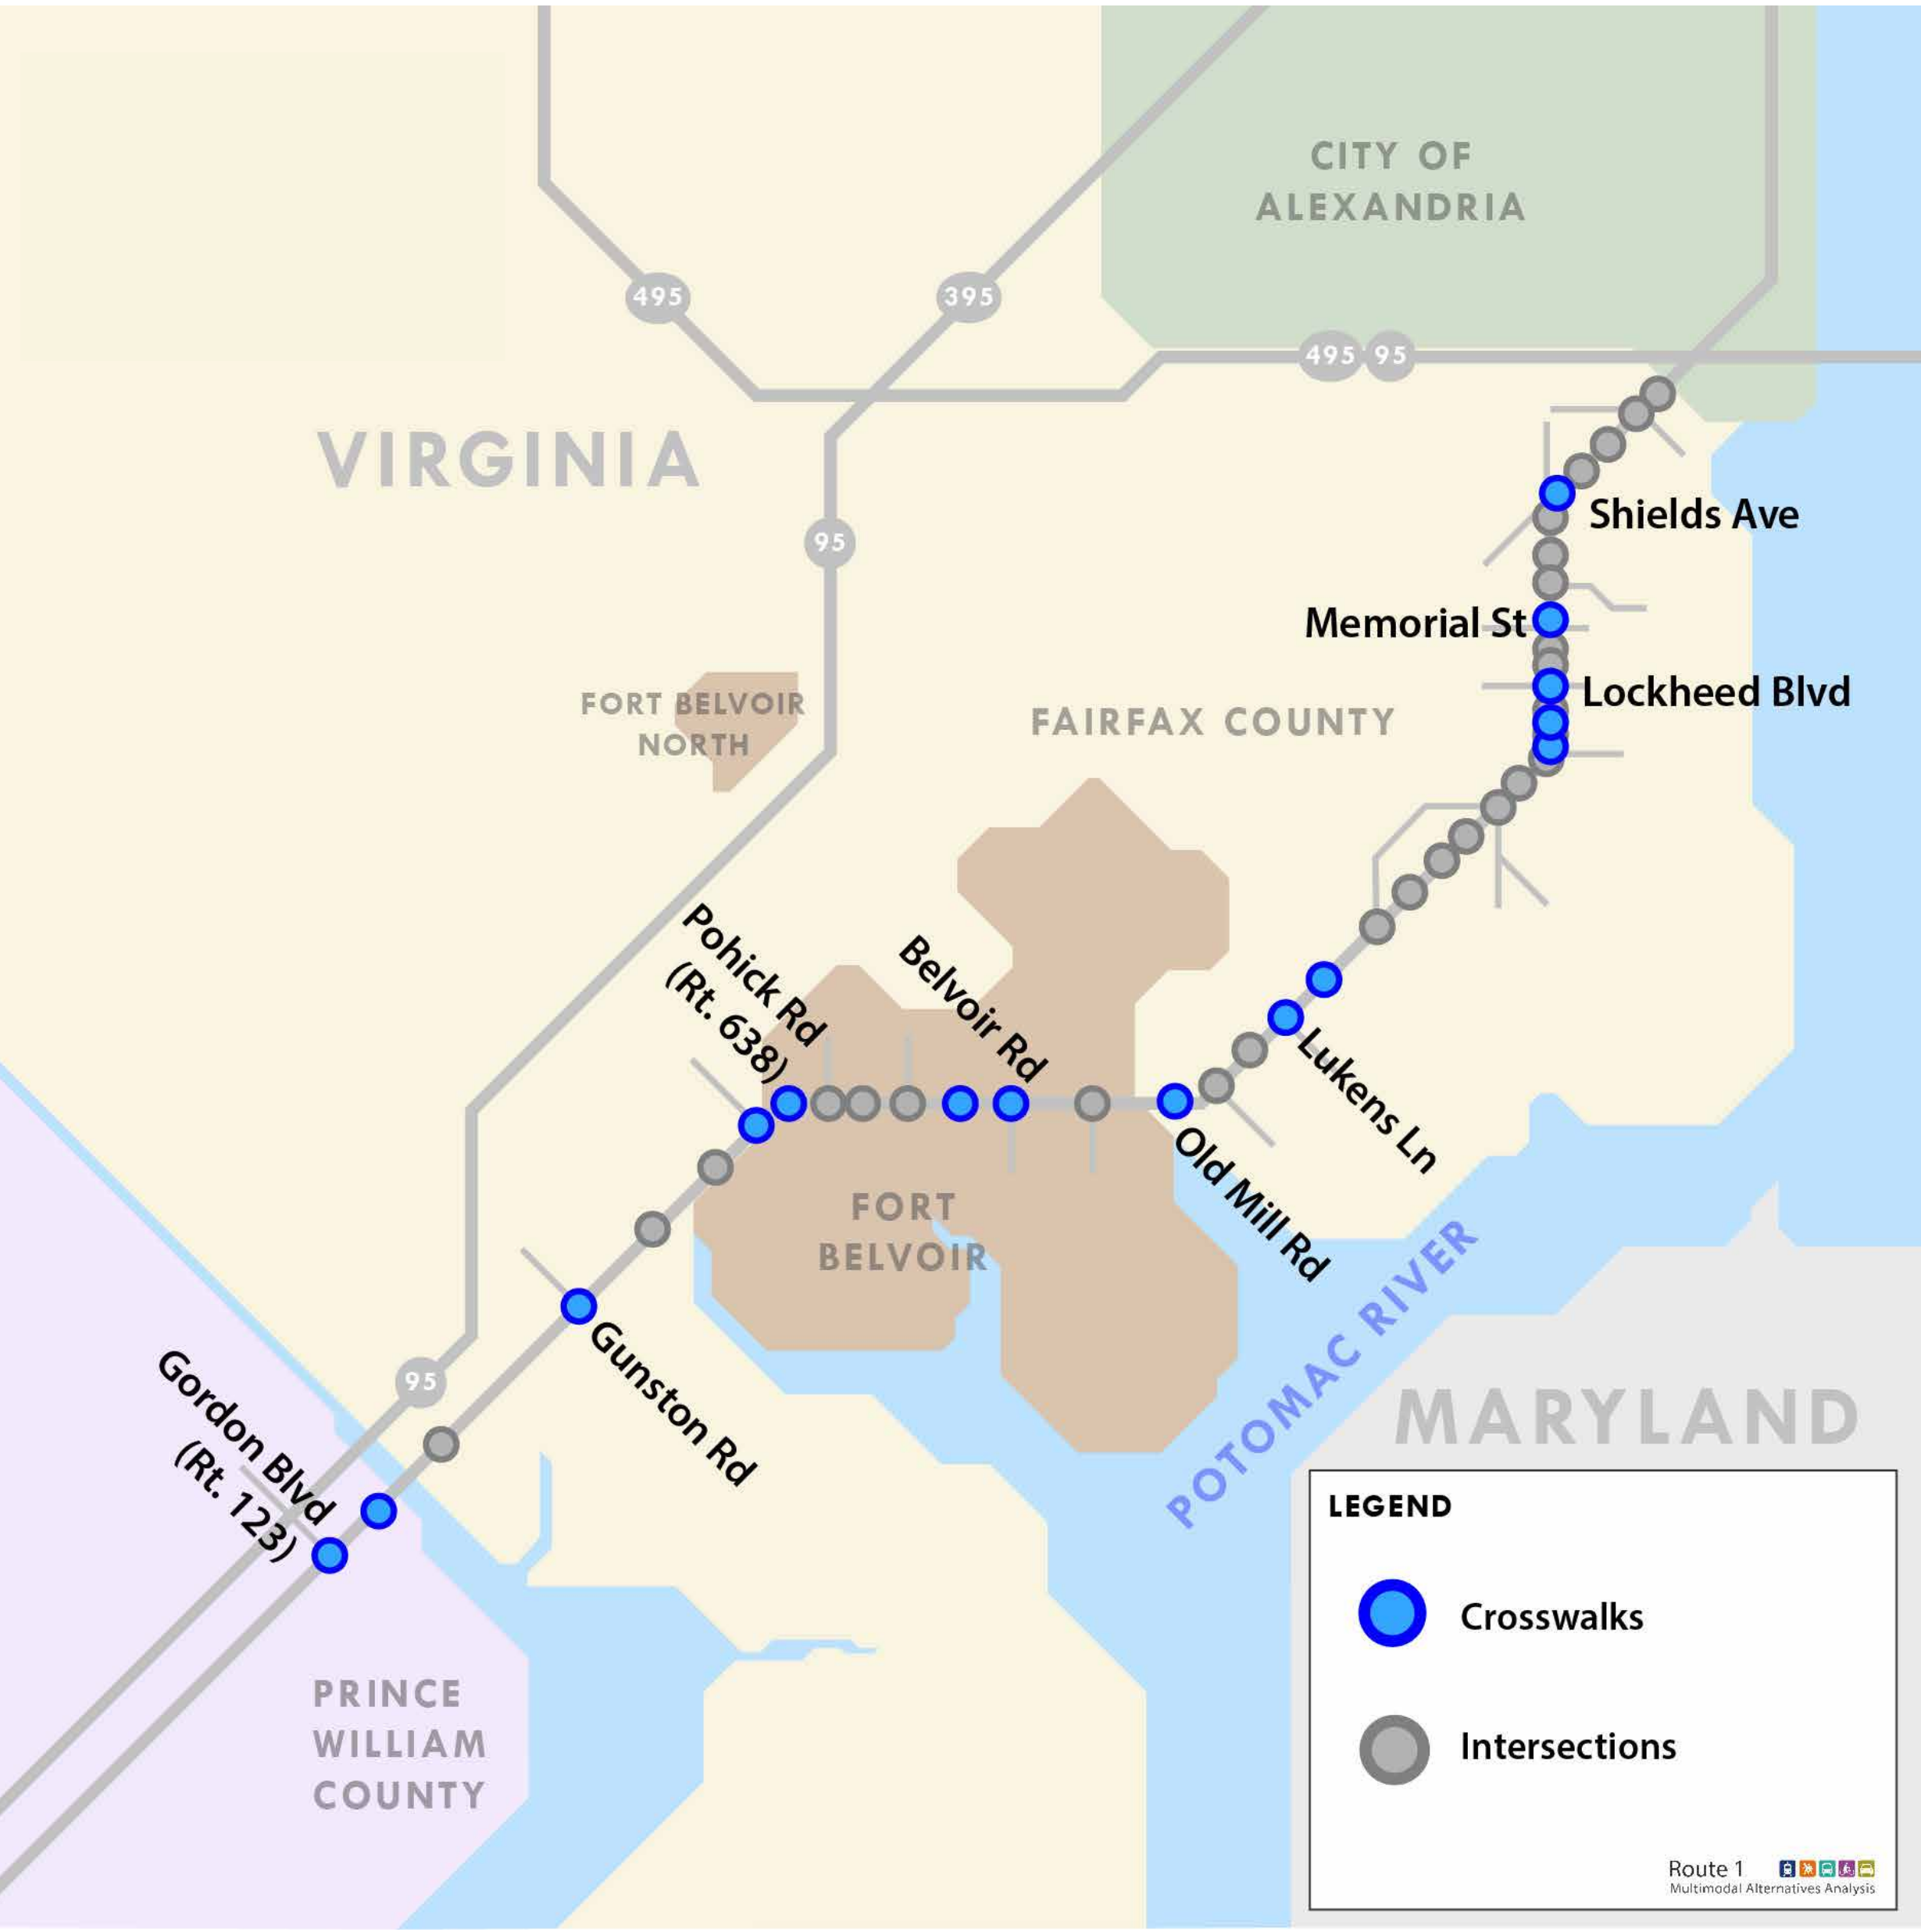 CITY OF
ALEXANDRIA
495
395
495
95
VIRGINIA
95
Shields Ave
Memorial St
Lockheed Blvd
FORT BELVOIR
NORTH
FAIRFAX COUNTY
Pohick Rd
(Rt. 638)
Belvoir Rd
Lukens Ln
Old Mill Rd
FORT
BELVOIR
Gunston Rd
POTOMAC RIVER
95
Gordon Blvd
(Rt. 123)
MARYLAND
PRINCE
WILLIAM
COUNTY
LEGEND
Crosswalks
Intersections
Route 1
Multimodal Alternatives Analysis